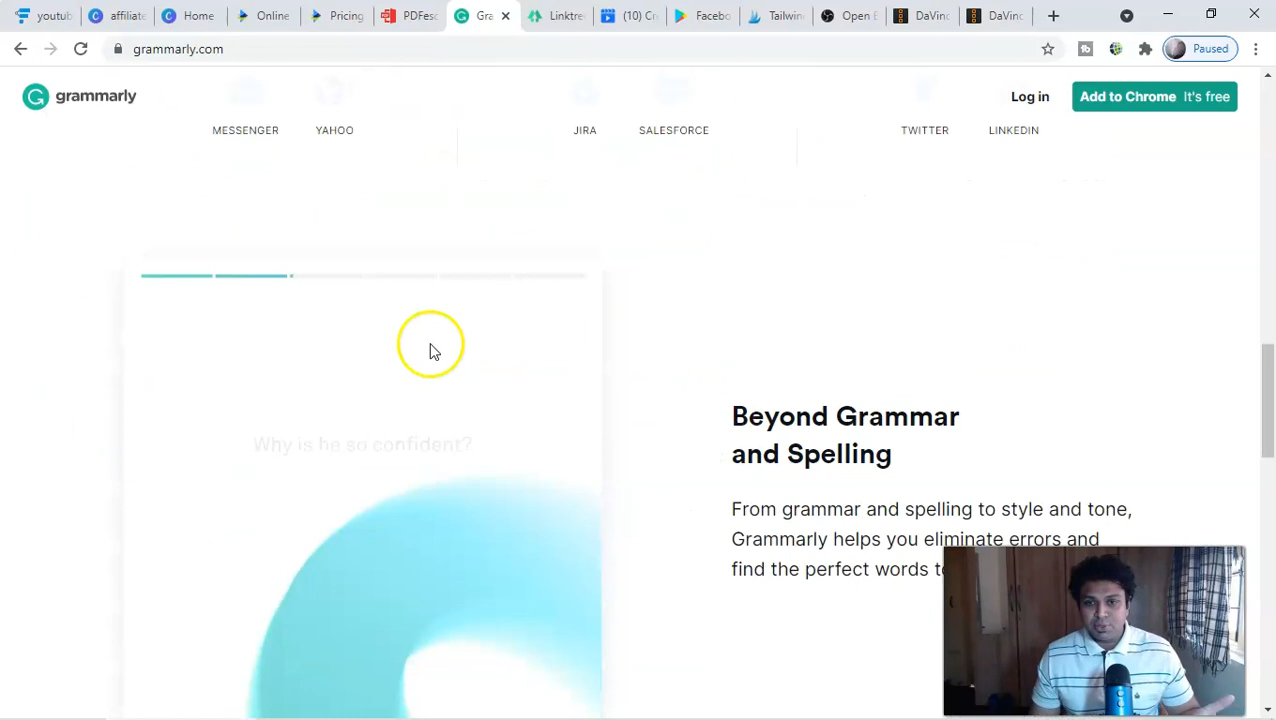 youtub
affiliate
Home
Online
Pricing
PDFesc
Gra
Linktre
(10) Cr
Facebo
Tailwin
Open B
DaVinc
DaVinc
grammarly.com
Paused
grammarly
Log in
Add to Chrome It's free
MESSENGER YAHOO JIRA SALESFORCE TWITTER LINKEDIN
Why is he so confident?
Beyond Grammar
and Spelling
From grammar and spelling to style and tone,
Grammarly helps you eliminate errors and
find the perfect words to